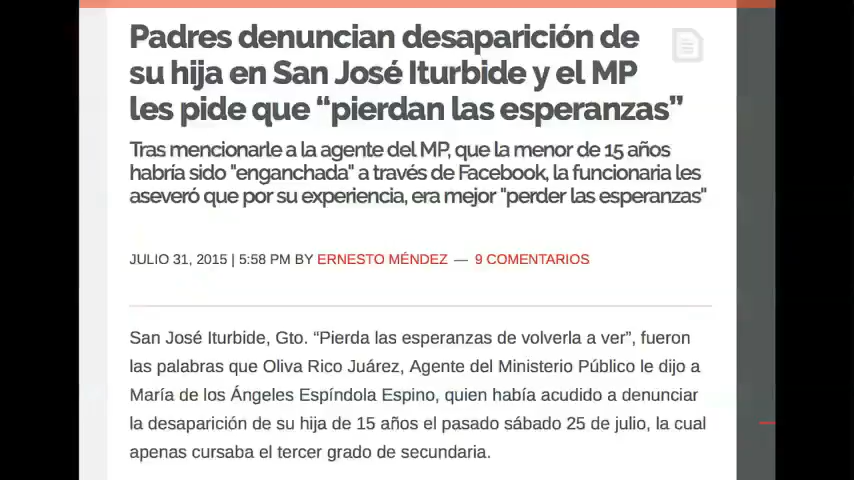 Padres denuncian desaparición de
su hija en San José Iturbide y el MP
les pide que “pierdan las esperanzas”
Tras mencionarle a la agente del MP, que la menor de 15 años
habría sido "enganchada" a través de Facebook, la funcionaria les
aseveró que por su experiencia, era mejor "perder las esperanzas"
JULIO 31, 2015 | 5:58 PM BY ERNESTO MÉNDEZ — 9 COMENTARIOS
San José Iturbide, Gto. “Pierda las esperanzas de volverla a ver”, fueron
las palabras que Oliva Rico Juárez, Agente del Ministerio Público le dijo a
María de los Ángeles Espíndola Espino, quien había acudido a denunciar
la desaparición de su hija de 15 años el pasado sábado 25 de julio, la cual
apenas cursaba el tercer grado de secundaria.